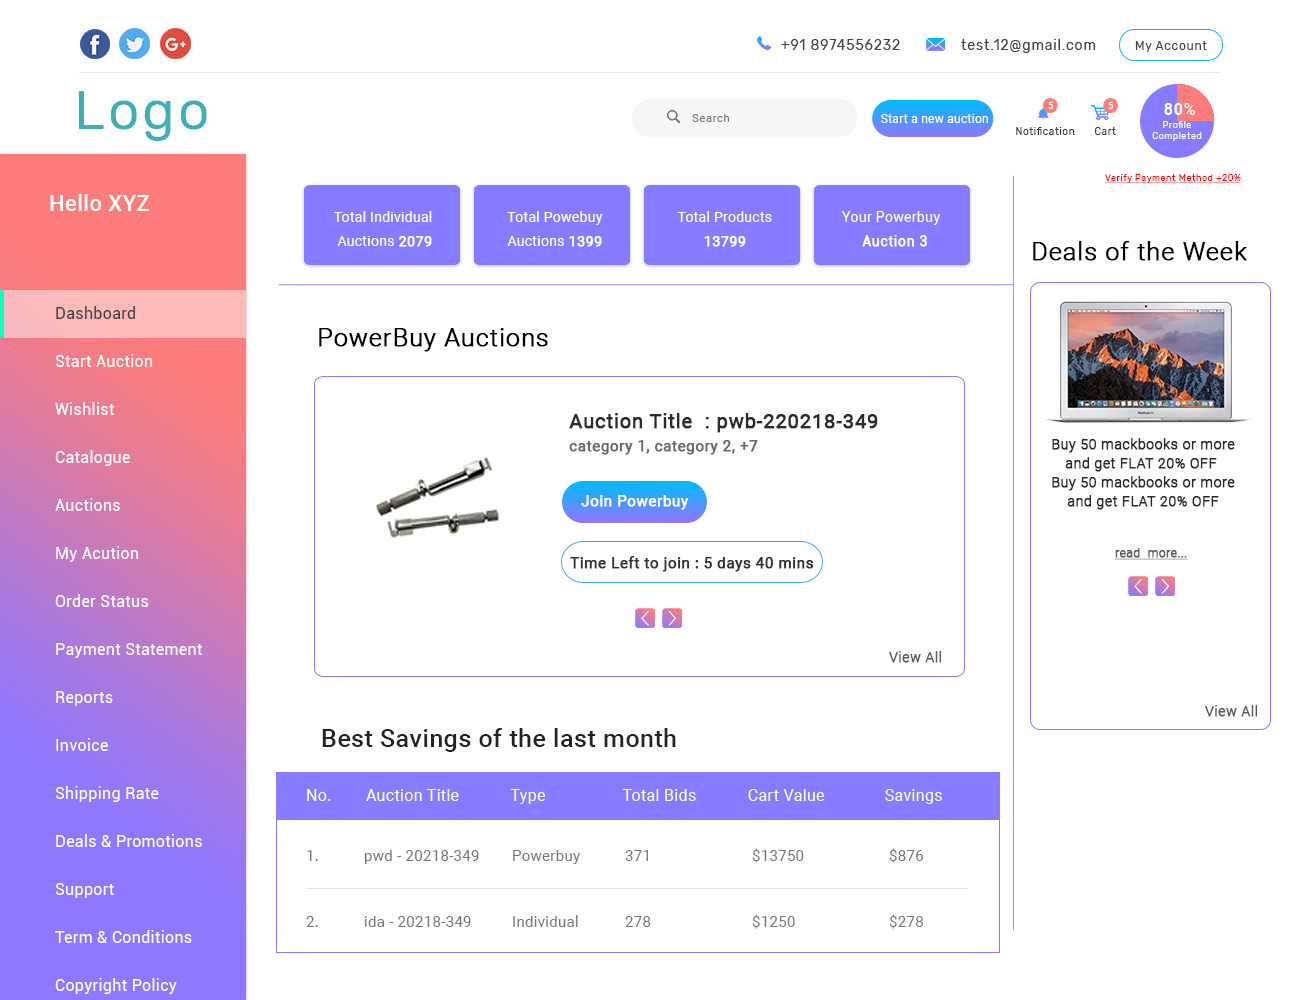 f
G+
+91 8974556232
test.12@gmail.com
My Account
Logo
Search
Start a new auction
5
Notification
5
Cart
80%
Profile
Completed
Verify Payment Method +20%
Hello XYZ
Dashboard
Start Auction
Wishlist
Catalogue
Auctions
My Acution
Order Status
Payment Statement
Reports
Invoice
Shipping Rate
Deals & Promotions
Support
Term & Conditions
Copyright Policy
Total Individual
Auctions 2079
Total Powebuy
Auctions 1399
Total Products
13799
Your Powerbuy
Auction 3
PowerBuy Auctions
Auction Title : pwb-220218-349
category 1, category 2, +7
Join Powerbuy
Time Left to join : 5 days 40 mins
View All
Best Savings of the last month
No. Auction Title Type Total Bids Cart Value Savings
1. pwd - 20218-349 Powerbuy 371 $13750 $876
2. ida - 20218-349 Individual 278 $1250 $278
Deals of the Week
MacBook Air
Buy 50 mackbooks or more
and get FLAT 20% OFF
Buy 50 mackbooks or more
and get FLAT 20% OFF
read more...
View All